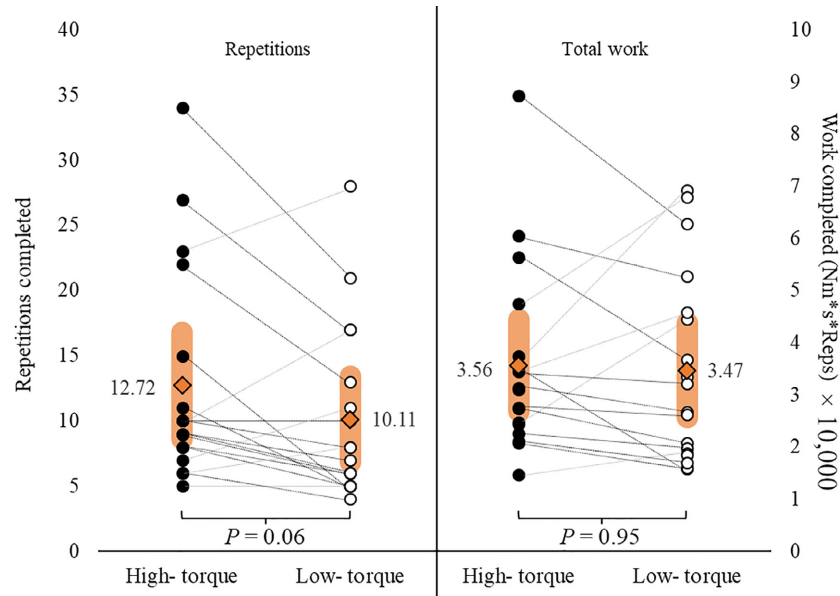 Repetitions
Total work
40
35
30
25
20
15
10
5
0
Repetitions completed
12.72
10.11
P = 0.06
High- torque
Low- torque
3.56
3.47
P = 0.95
High- torque
Low- torque
10
9
8
7
6
5
4
3
2
1
0
Work completed (Nm*s*Reps) × 10,000